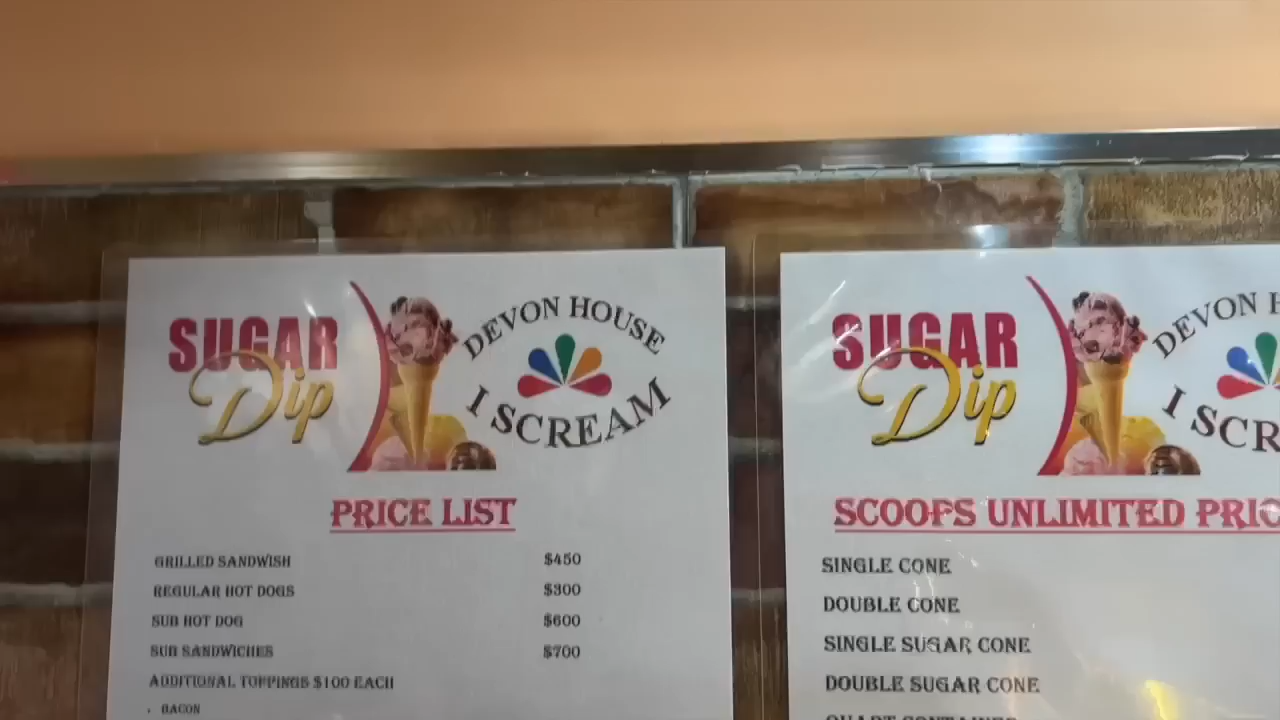 SUGAR
Dip
DEVON HOUSE
I SCREAM
PRICE LIST
GRILLED SANDWISH $450
REGULAR HOT DOGS $300
SUB HOT DOG $600
SUB SANDWICHES $700
ADDITIONAL TOPPINGS $100 EACH
BACON
SUGAR
Dip
DEVON
I SCR
SCOOPS UNLIMITED PRIC
SINGLE CONE
DOUBLE CONE
SINGLE SUGAR CONE
DOUBLE SUGAR CONE
QUART CONTAINER